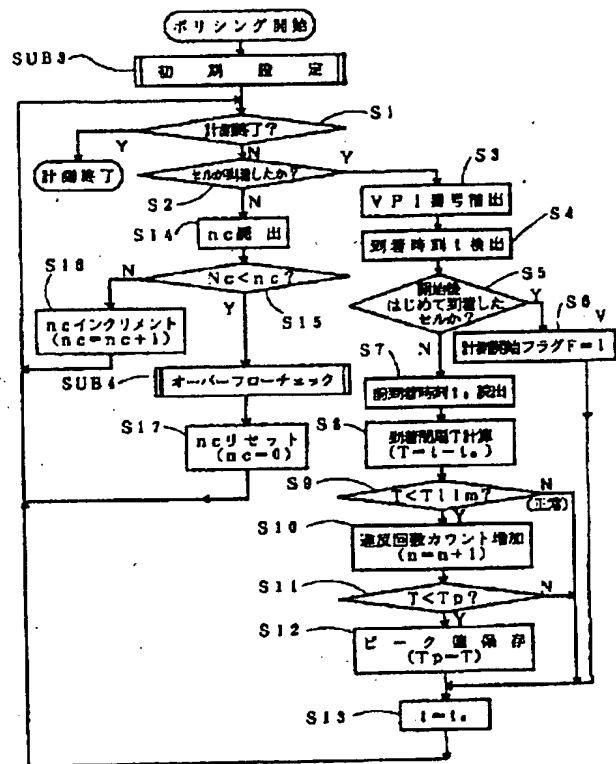 ポリシング開始
SUB3
初期設定
S1
計測終了?
Y
N
計測終了
セルが到着したか?
Y
S2
N
S3
VPI番号抽出
S4
到着時刻t検出
S14
nc読出
S5
開始後
はじめて到着した
セルか?
Y
S6
N
Nc<nc?
S15
S16
ncインクリメント
(nc=nc+1)
Y
V
計測開始フラグF=1
N
S7
SUB4
オーバーフローチェック
前到着時刻t。読出
S17
ncリセット
(nc=0)
S8
到着間隔T計算
(T=t-t。)
S9
T<Tlim?
N
(正常)
Y
S10
違反回数カウント増加
(n=n+1)
S11
T<Tp?
N
Y
S12
ピーク値保存
(Tp=T)
S13
t=t。